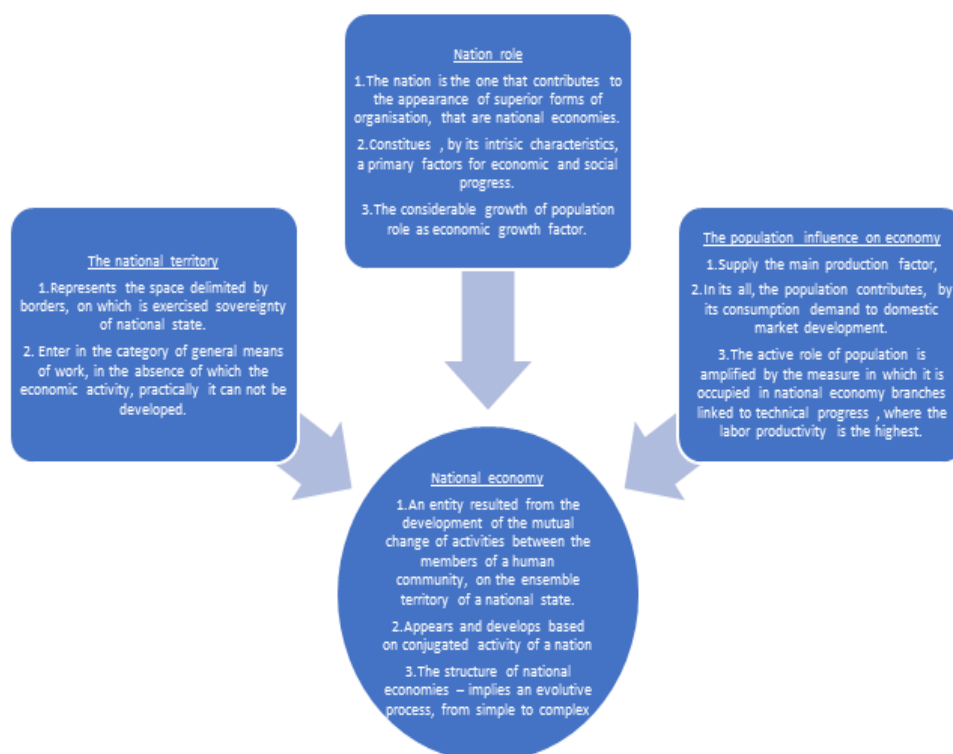 Nation role
1.The nation is the one that contributes to
the appearance of superior forms of
organisation, that are national economies.
2.Constitues , by its intrisic characteristics,
a primary factors for economic and social
progress.
3.The considerable growth of population
role as economic growth factor.
The national territory
1.Represents the space delimited by
borders, on which is exercised sovereignty
of national state.
2. Enter in the category of general means
of work, in the absence of which the
economic activity, practically it can not be
developed.
The population influence on economy
1.Supply the main production factor,
2.In its all, the population contributes, by
its consumption demand to domestic
market development.
3.The active role of population is
amplified by the measure in which it is
occupied in national economy branches
linked to technical progress , where the
labor productivity is the highest.
National economy
1.An entity resulted from the
development of the mutual
change of activities between the
members of a human
community, on the ensemble
territory of a national state.
2.Appears and develops based
on conjugated activity of a nation
3.The structure of national
economies – implies an evolutive
process, from simple to complex